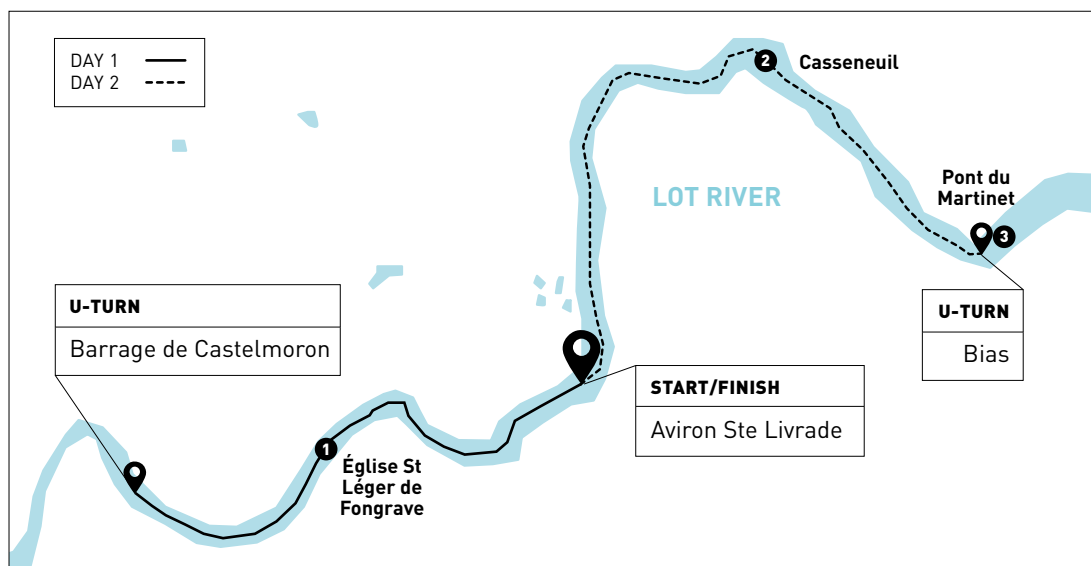 DAY 1
DAY 2
2
Casseneuil
Pont du
Martinet
3
LOT RIVER
U-TURN
Barrage de Castelmoron
U-TURN
Bias
START/FINISH
Aviron Ste Livrade
1
Église St
Léger de
Fongrave